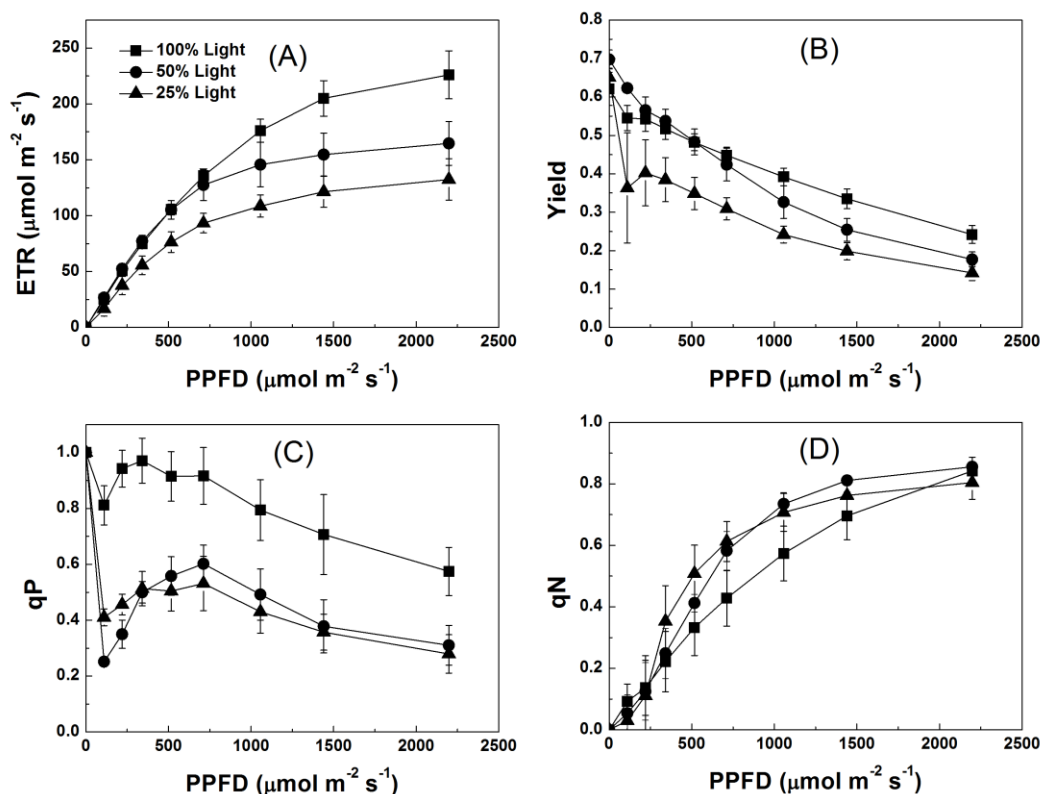 (A)
100% Light
50% Light
25% Light
250
200
150
100
50
0
ETR (μmol m⁻² s⁻¹)
0 500 1000 1500 2000 2500
PPFD (μmol m⁻² s⁻¹)
(B)
0.8
0.7
0.6
0.5
0.4
0.3
0.2
0.1
0.0
Yield
0 500 1000 1500 2000 2500
PPFD (μmol m⁻² s⁻¹)
(C)
1.0
0.8
0.6
0.4
0.2
0.0
qP
0 500 1000 1500 2000 2500
PPFD (μmol m⁻² s⁻¹)
(D)
1.0
0.8
0.6
0.4
0.2
0.0
qN
0 500 1000 1500 2000 2500
PPFD (μmol m⁻² s⁻¹)